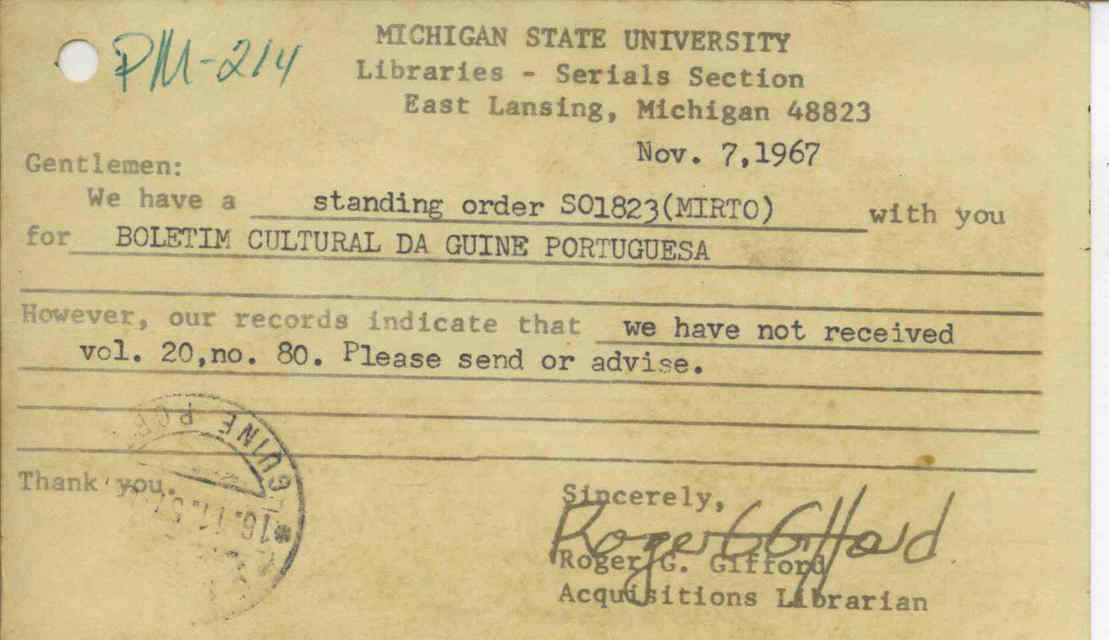 PM-214
MICHIGAN STATE UNIVERSITY
Libraries - Serials Section
East Lansing, Michigan 48823
Nov. 7,1967
Gentlemen:
We have a standing order SO1823(MIRTO) with you
for BOLETIM CULTURAL DA GUINE PORTUGUESA
However, our records indicate that we have not received
vol. 20,no. 80. Please send or advise.
GUINE
Thank you.
Sincerely,
Roger G Gifford
Roger G. Gifford
Acquisitions Librarian